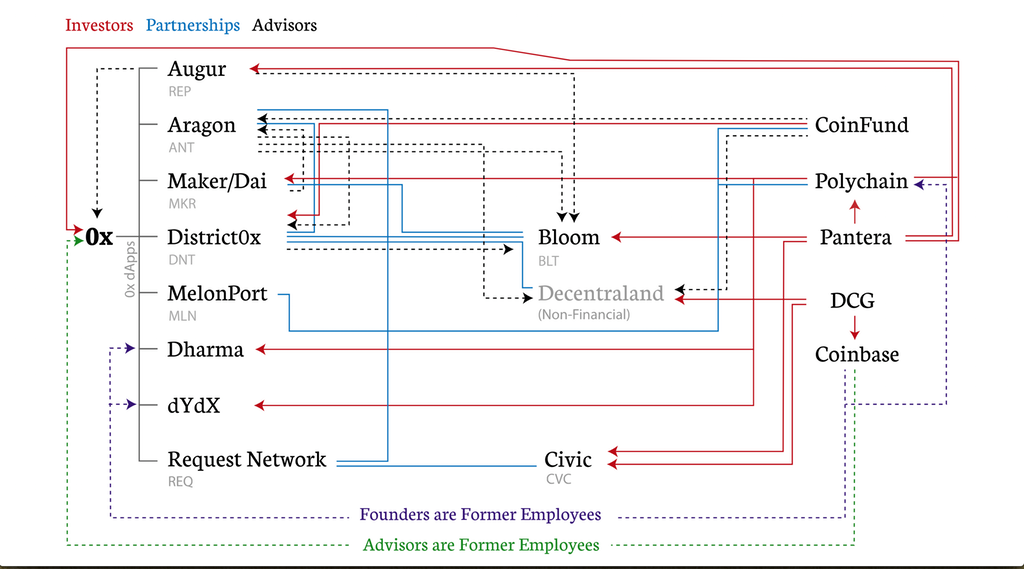 Investors Partnerships Advisors
Augur
REP
Aragon
ANT
CoinFund
Maker/Dai
MKR
Polychain
0x
0x dApps
District0x
DNT
Bloom
BLT
Pantera
MelonPort
MLN
Decentraland
(Non-Financial)
DCG
Dharma
Coinbase
dYdX
Request Network
REQ
Civic
CVC
Founders are Former Employees
Advisors are Former Employees